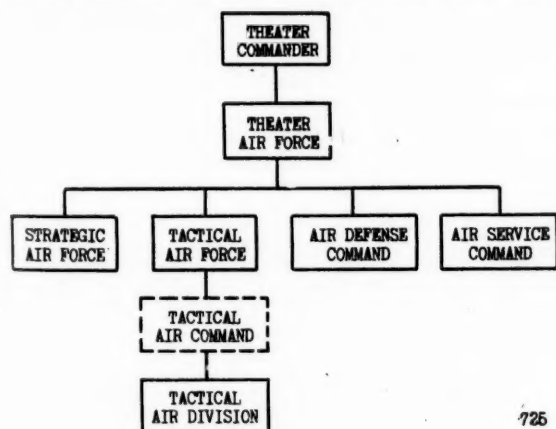 THEATER
COMMANDER
THEATER
AIR FORCE
STRATEGIC
AIR FORCE
TACTICAL
AIR FORCE
AIR DEFENSE
COMMAND
AIR SERVICE
COMMAND
TACTICAL
AIR COMMAND
TACTICAL
AIR DIVISION
725